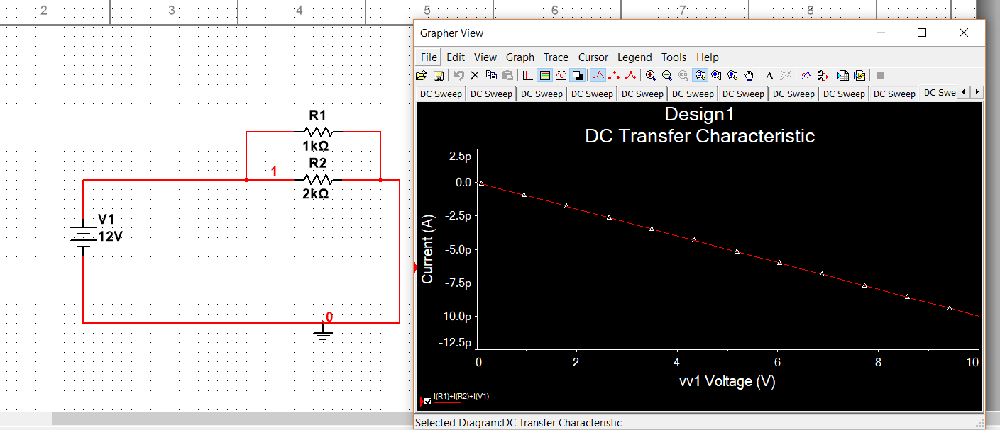 2 3 4 5 6 7 8
R1
1kΩ
R2
1
2kΩ
V1
12V
0
Grapher View
File Edit View Graph Trace Cursor Legend Tools Help
A
DC Sweep DC Sweep DC Sweep DC Sweep DC Sweep DC Sweep DC Sweep DC Sweep DC Sweep DC Sweep DC Swe
Design1
DC Transfer Characteristic
2.5p
0.0
-2.5p
-5.0p
-7.5p
-10.0p
-12.5p
Current (A)
0 2 4 6 8 10
vv1 Voltage (V)
I(R1)+I(R2)+I(V1)
Selected Diagram:DC Transfer Characteristic